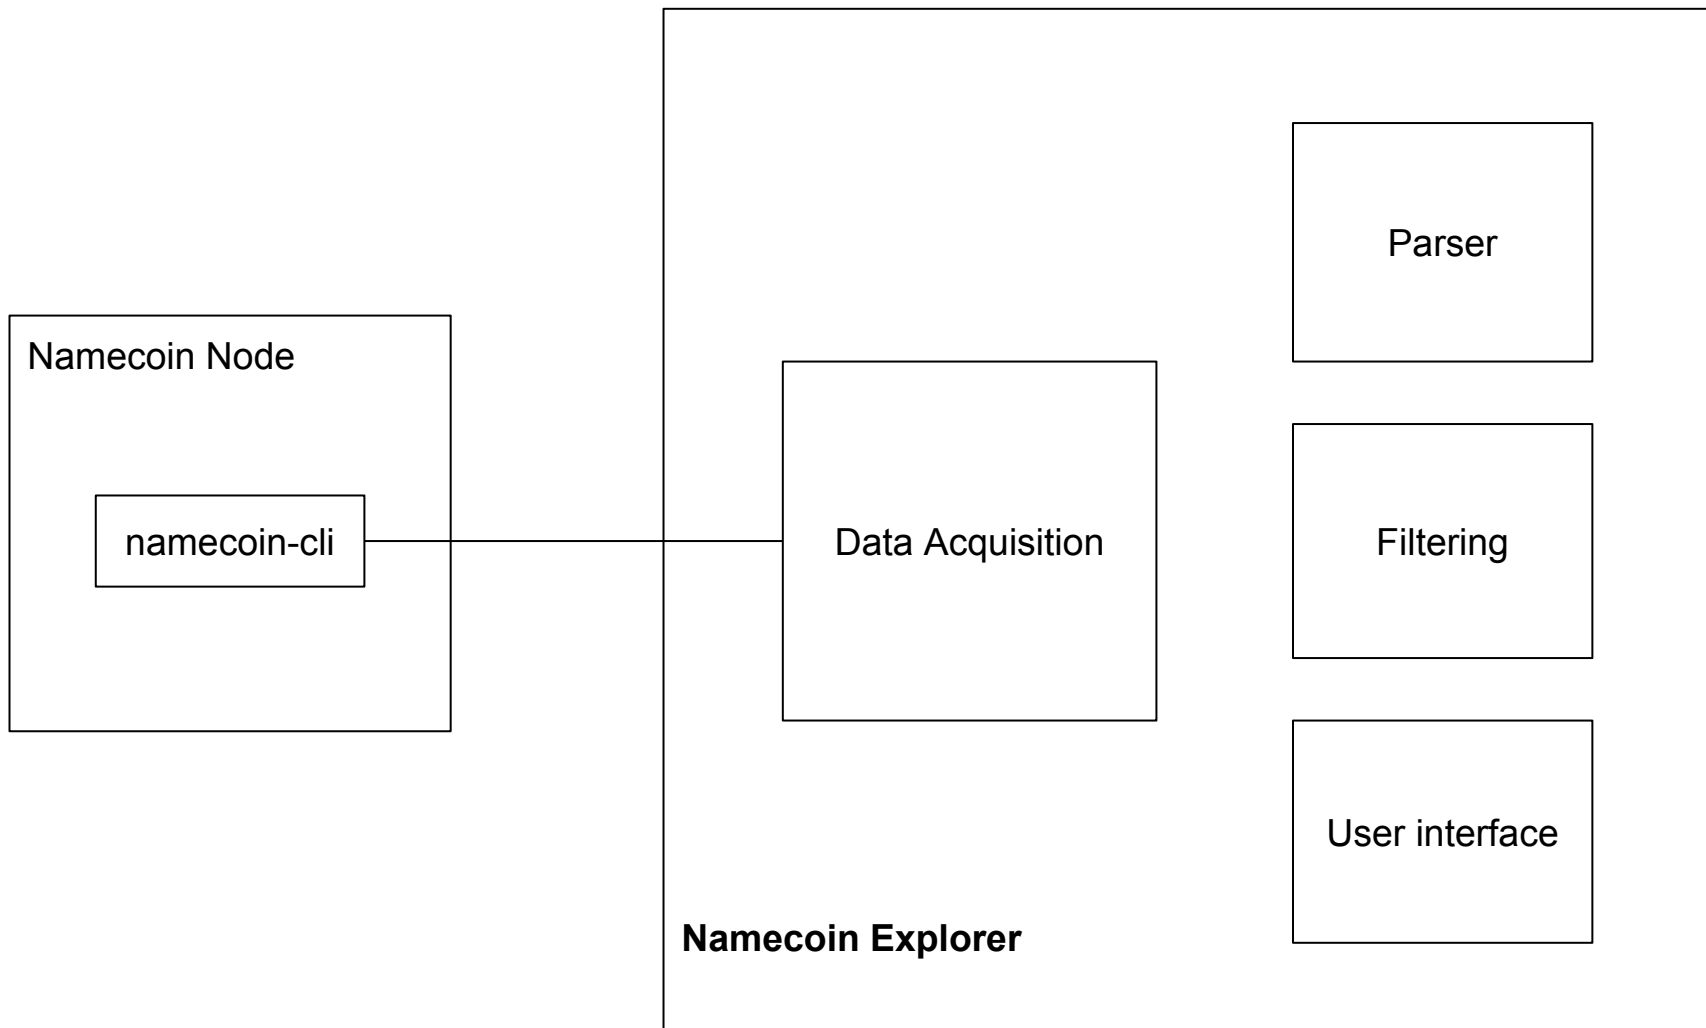 Namecoin Node
namecoin-cli
Data Acquisition
Parser
Filtering
User interface
Namecoin Explorer